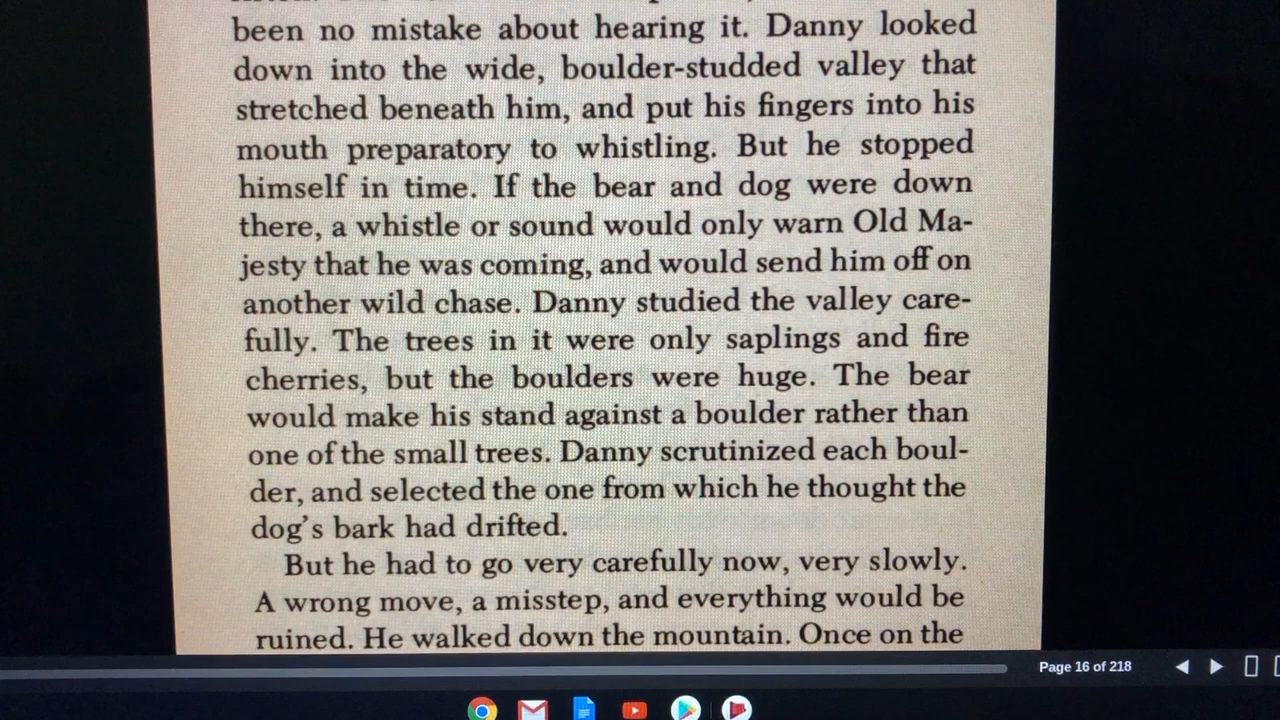 been no mistake about hearing it. Danny looked
down into the wide, boulder-studded valley that
stretched beneath him, and put his fingers into his
mouth preparatory to whistling. But he stopped
himself in time. If the bear and dog were down
there, a whistle or sound would only warn Old Ma-
jesty that he was coming, and would send him off on
another wild chase. Danny studied the valley care-
fully. The trees in it were only saplings and fire
cherries, but the boulders were huge. The bear
would make his stand against a boulder rather than
one of the small trees. Danny scrutinized each boul-
der, and selected the one from which he thought the
dog's bark had drifted.
But he had to go very carefully now, very slowly.
A wrong move, a misstep, and everything would be
ruined. He walked down the mountain. Once on the
Page 16 of 218